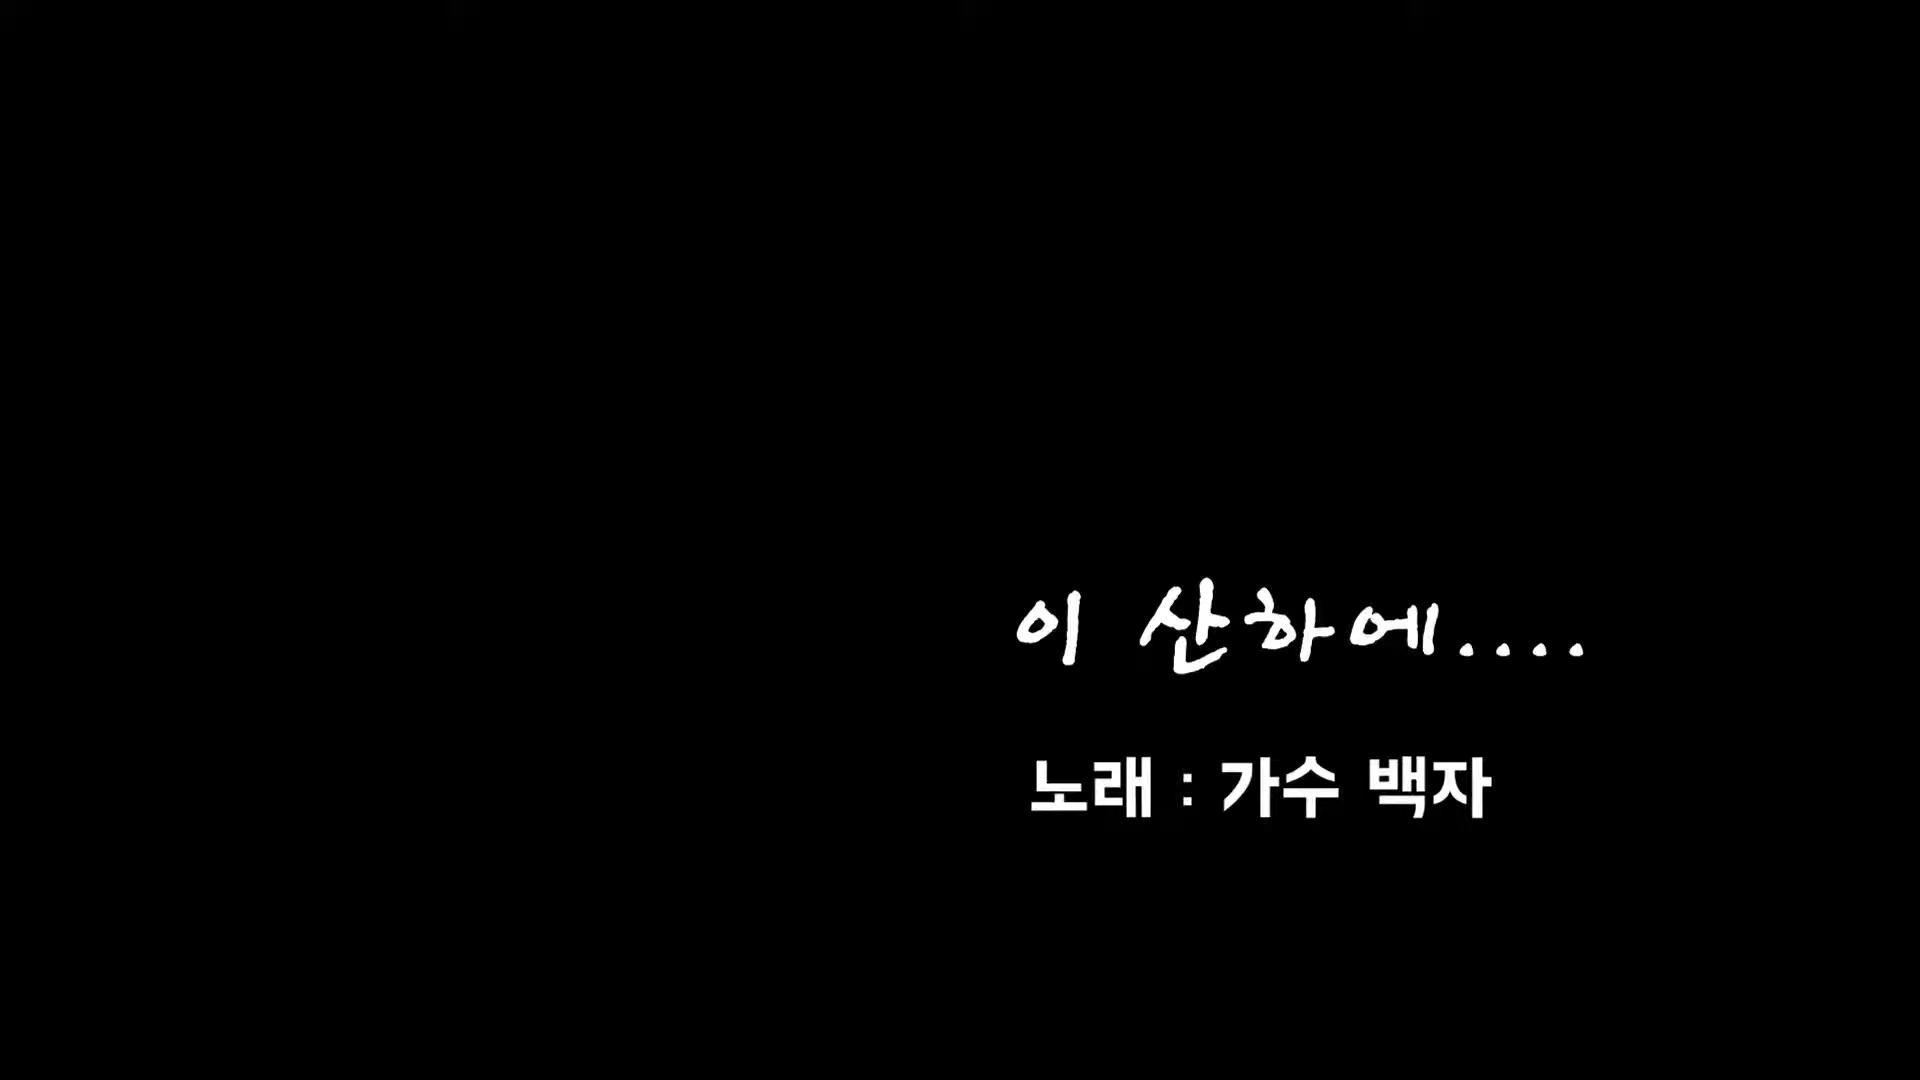 이 산하에....
노래 : 가수 백자